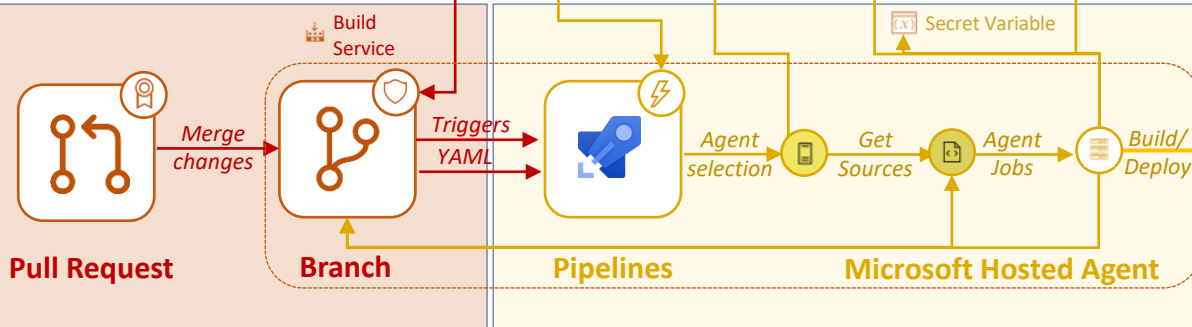 Build
Service
(x) Secret Variable
Merge
changes
Triggers
YAML
Agent
selection
Get
Sources
Agent
Jobs
Build/
Deploy
Pull Request
Branch
Pipelines
Microsoft Hosted Agent